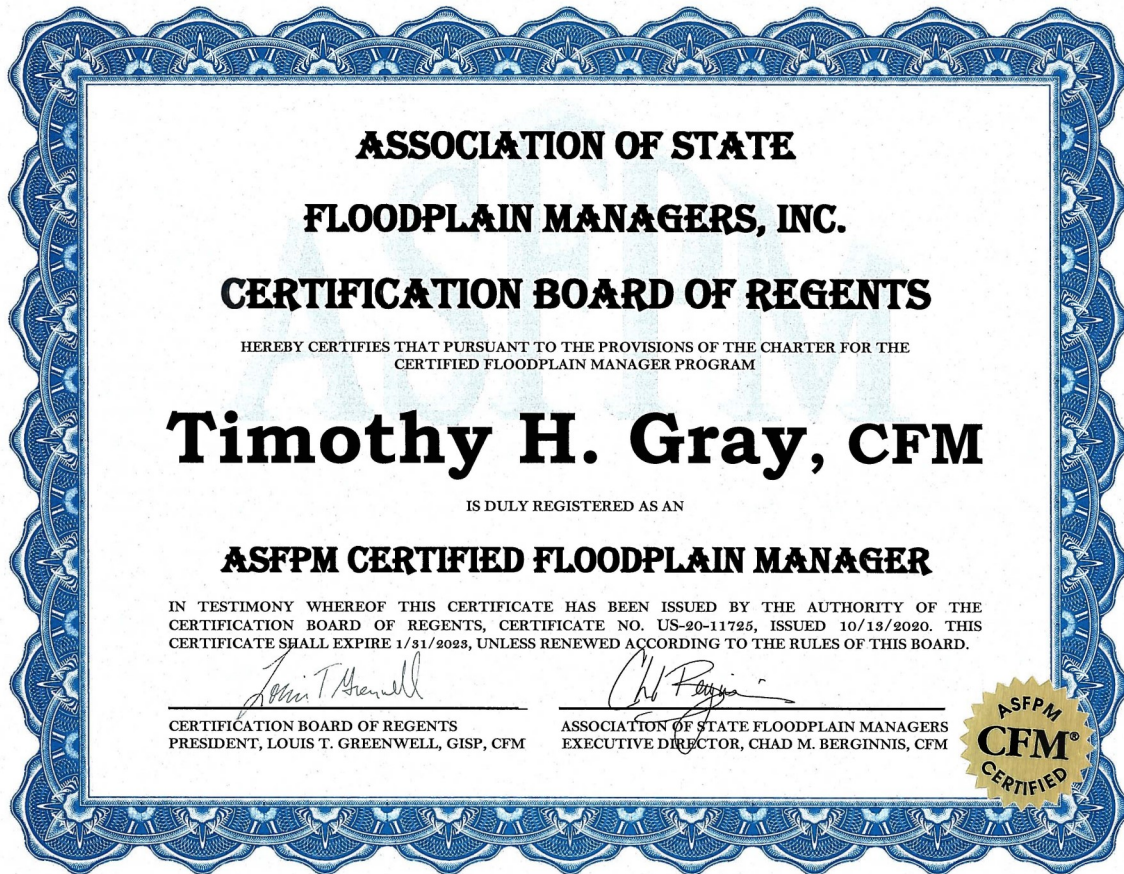 ASSOCIATION OF STATE
FLOODPLAIN MANAGERS, INC.
CERTIFICATION BOARD OF REGENTS
HEREBY CERTIFIES THAT PURSUANT TO THE PROVISIONS OF THE CHARTER FOR THE
CERTIFIED FLOODPLAIN MANAGER PROGRAM
Timothy H. Gray, CFM
IS DULY REGISTERED AS AN
ASFPM CERTIFIED FLOODPLAIN MANAGER
IN TESTIMONY WHEREOF THIS CERTIFICATE HAS BEEN ISSUED BY THE AUTHORITY OF THE
CERTIFICATION BOARD OF REGENTS, CERTIFICATE NO. US-20-11725, ISSUED 10/13/2020. THIS
CERTIFICATE SHALL EXPIRE 1/31/2023, UNLESS RENEWED ACCORDING TO THE RULES OF THIS BOARD.
Louis T Greenwell
CERTIFICATION BOARD OF REGENTS
PRESIDENT, LOUIS T. GREENWELL, GISP, CFM
ASSOCIATION OF STATE FLOODPLAIN MANAGERS
EXECUTIVE DIRECTOR, CHAD M. BERGINNIS, CFM
ASFPM
CFM®
CERTIFIED
ASFPM